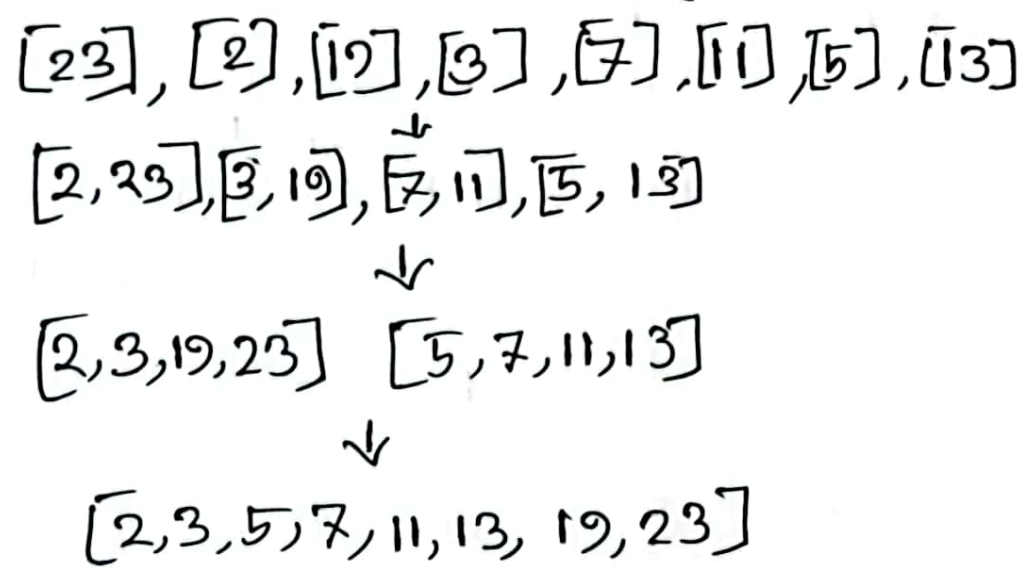 [23], [2], [19], [3], [7], [11], [5], [13]
↓
[2, 23], [3, 19], [7, 11], [5, 13]
↓
[2, 3, 19, 23] [5, 7, 11, 13]
↓
[2, 3, 5, 7, 11, 13, 19, 23]